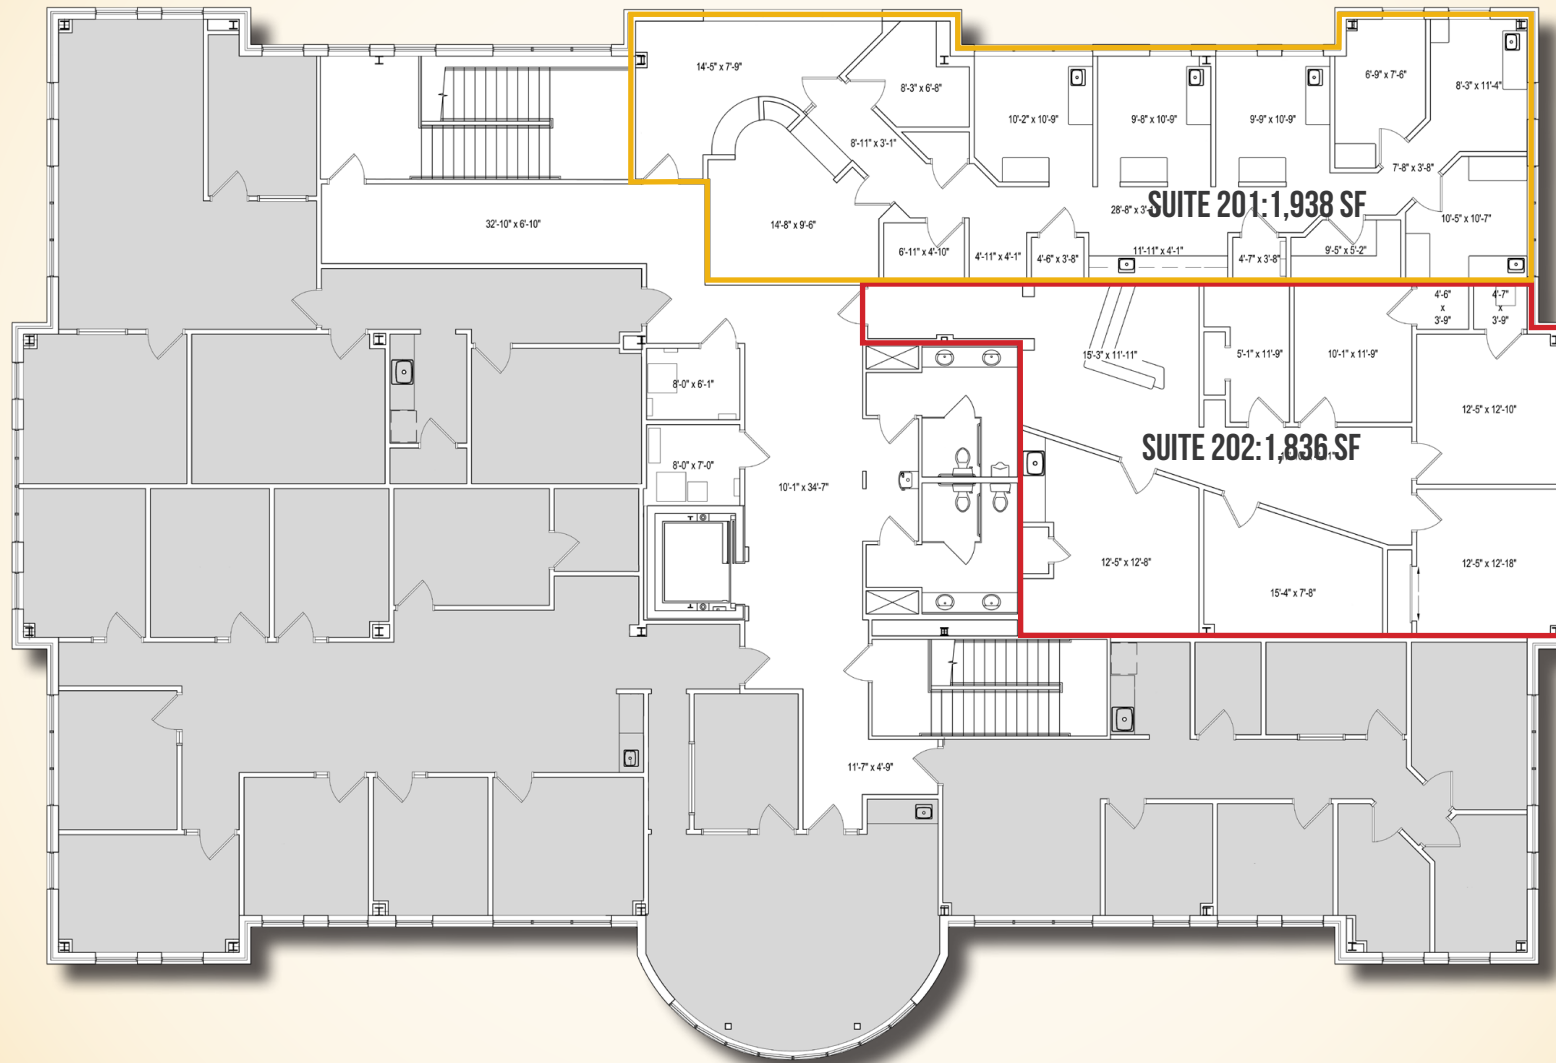 14'-5" x 7'-9"
8'-3" x 6'-8"
6'-9" x 7'-6"
8'-3" x 11'-4"
10'-2" x 10'-9"
9'-8" x 10'-9"
9'-9" x 10'-9"
8'-11" x 3'-1"
7'-8" x 3'-8"
SUITE 201:1,938 SF
32'-10" x 6'-10"
14'-8" x 9'-6"
10'-5" x 10'-7"
6'-11" x 4'-10"
4'-11" x 4'-1"
4'-6" x 3'-8"
11'-11" x 4'-1"
4'-7" x 3'-8"
9'-5" x 5'-2"
4'-6"
x
3'-9"
4'-7"
x
3'-9"
15'-3" x 11'-11"
5'-1" x 11'-9"
10'-1" x 11'-9"
8'-0" x 6'-1"
12'-5" x 12'-10"
SUITE 202:1,836 SF
8'-0" x 7'-0"
10'-1" x 34'-7"
12'-5" x 12'-8"
12'-5" x 12'-18"
15'-4" x 7'-8"
11'-7" x 4'-9"